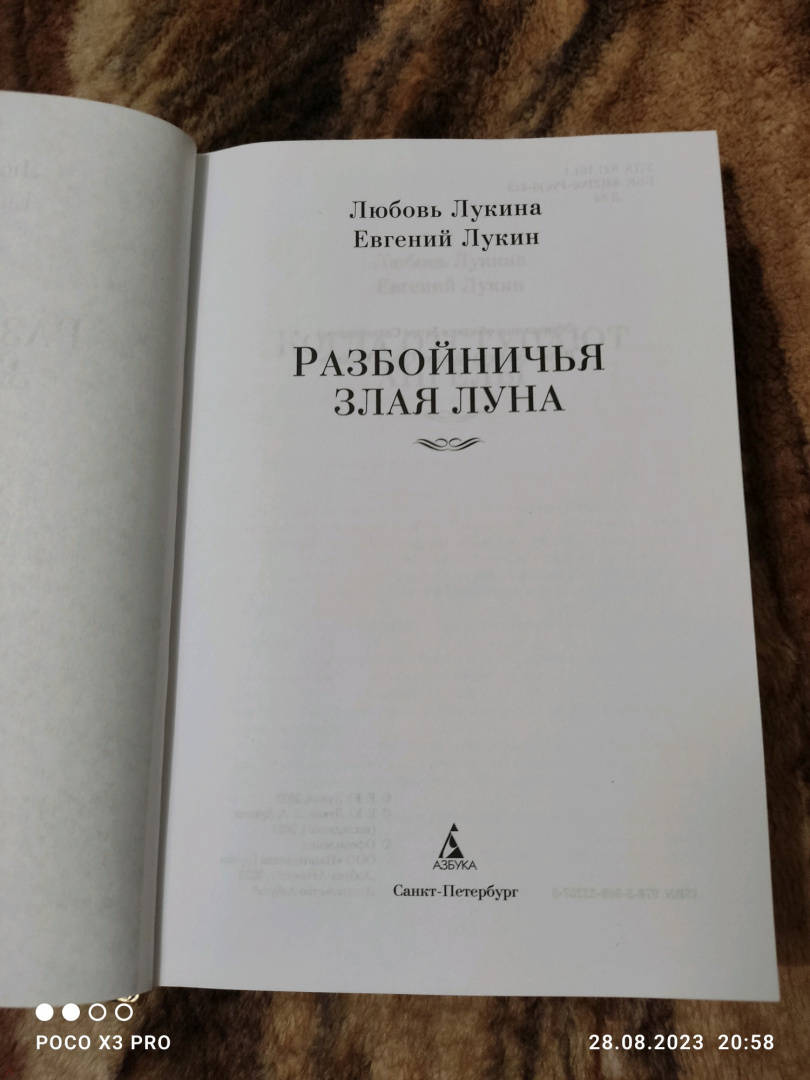 Любовь Лукина
Евгений Лукин
РАЗБОЙНИЧЬЯ
ЗЛАЯ ЛУНА
АЗБУКА
Санкт-Петербург
POCO X3 PRO
28.08.2023 20:58